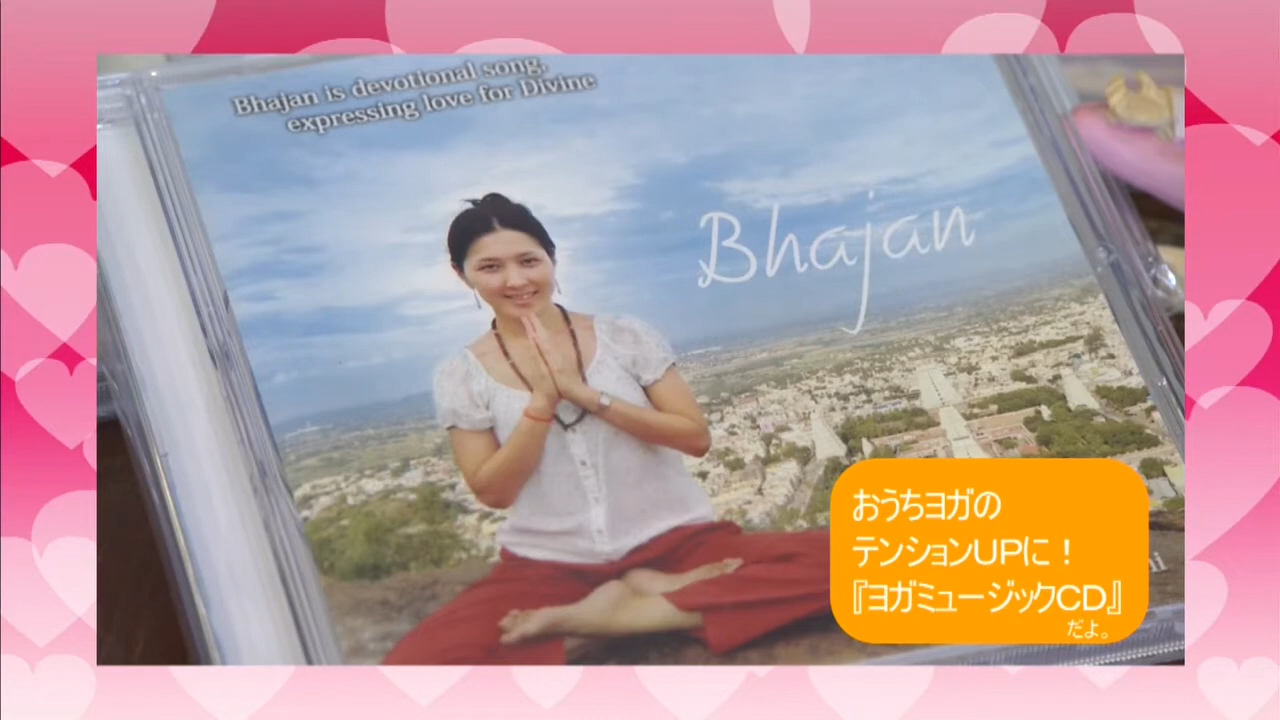 Bhajan is devotional song,
expressing love for Divine
Bhajan
おうちヨガの
テンションUPに！
『ヨガミュージックCD』
だよ。